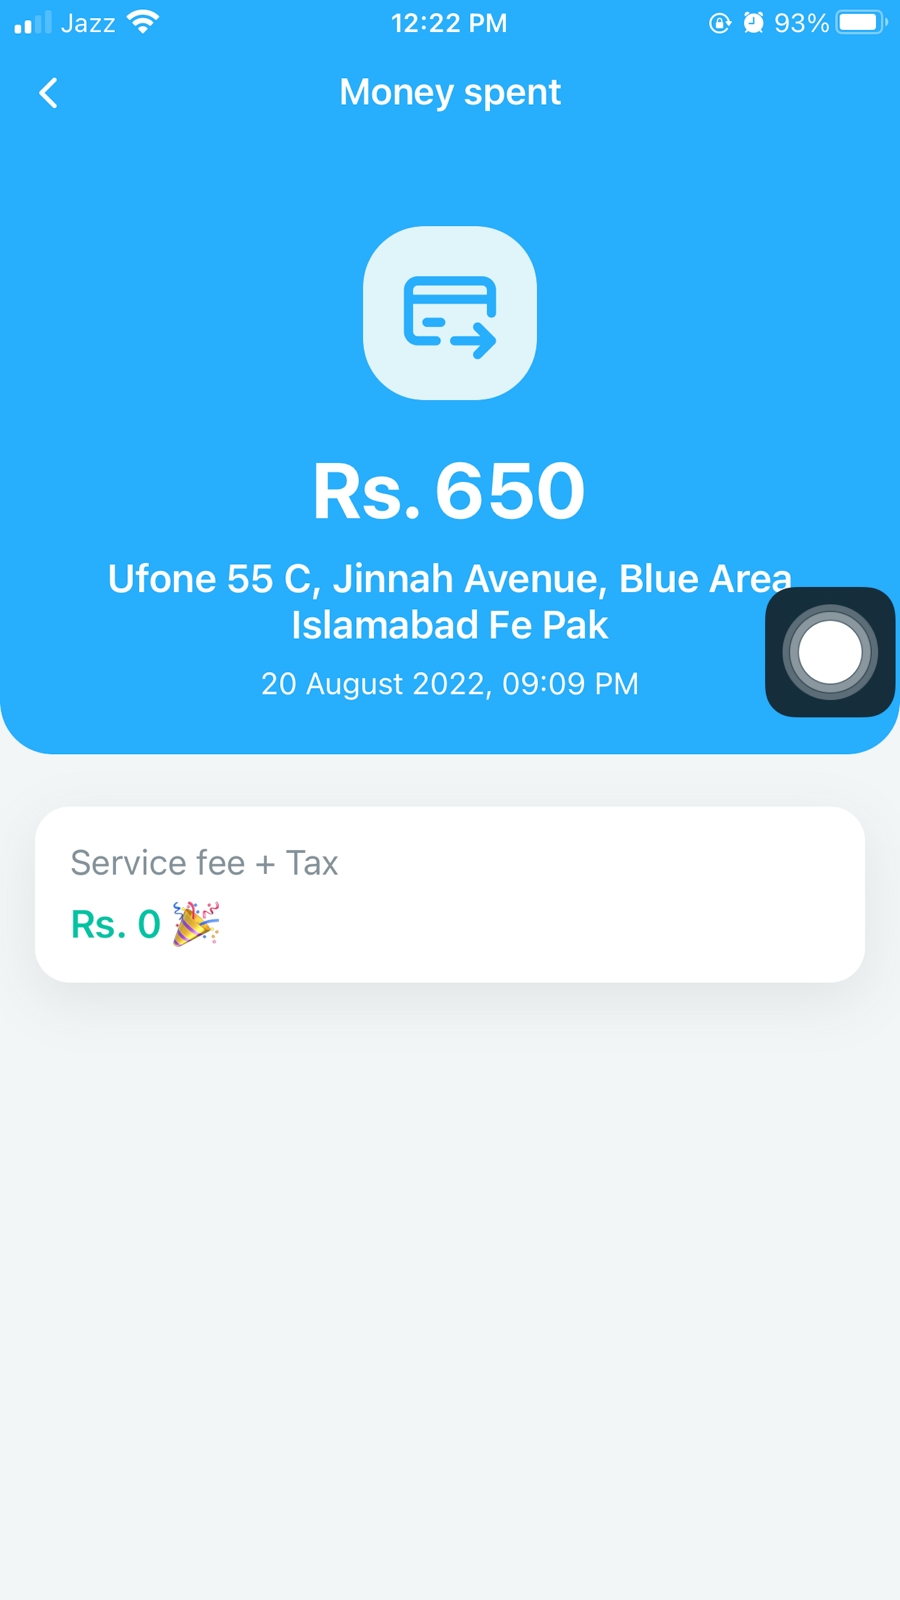 Jazz 12:22 PM 93%
Money spent
Rs. 650
Ufone 55 C, Jinnah Avenue, Blue Area
Islamabad Fe Pak
20 August 2022, 09:09 PM
Service fee + Tax
Rs. 0 🎉